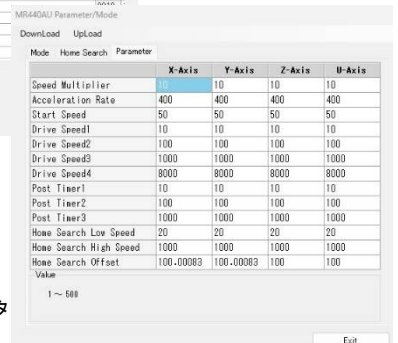 MR440AU Parameter/Mode
DownLoad UpLoad
Mode Home Search Parameter
X-Axis Y-Axis Z-Axis U-Axis
Speed Multiplier 10 10 10 10
Acceleration Rate 400 400 400 400
Start Speed 50 50 50 50
Drive Speed1 10 10 10 10
Drive Speed2 100 100 100 100
Drive Speed3 1000 1000 1000 1000
Drive Speed4 8000 8000 8000 8000
Post Timer1 10 10 10 10
Post Timer2 100 100 100 100
Post Timer3 1000 1000 1000 1000
Home Search Low Speed 20 20 20 20
Home Search High Speed 1000 1000 1000 1000
Home Search Offset 100.00083 100.00083 100 100
Value
1 ~ 500
タ
Exit